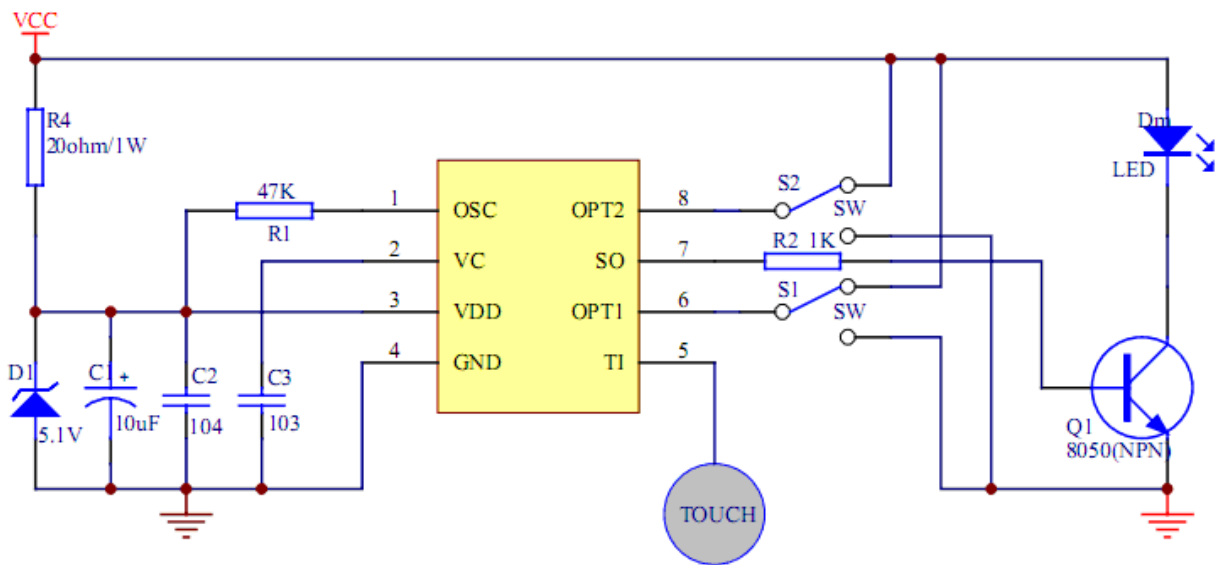 VCC
R4
20ohm/1W
47K
R1
1
OSC
2
VC
3
VDD
4
GND
OPT2
8
SO
7
OPT1
6
TI
5
S2
SW
R2 1K
S1
SW
Dm
LED
D1
5.1V
C1
+
10uF
C2
104
C3
103
Q1
8050(NPN)
TOUCH